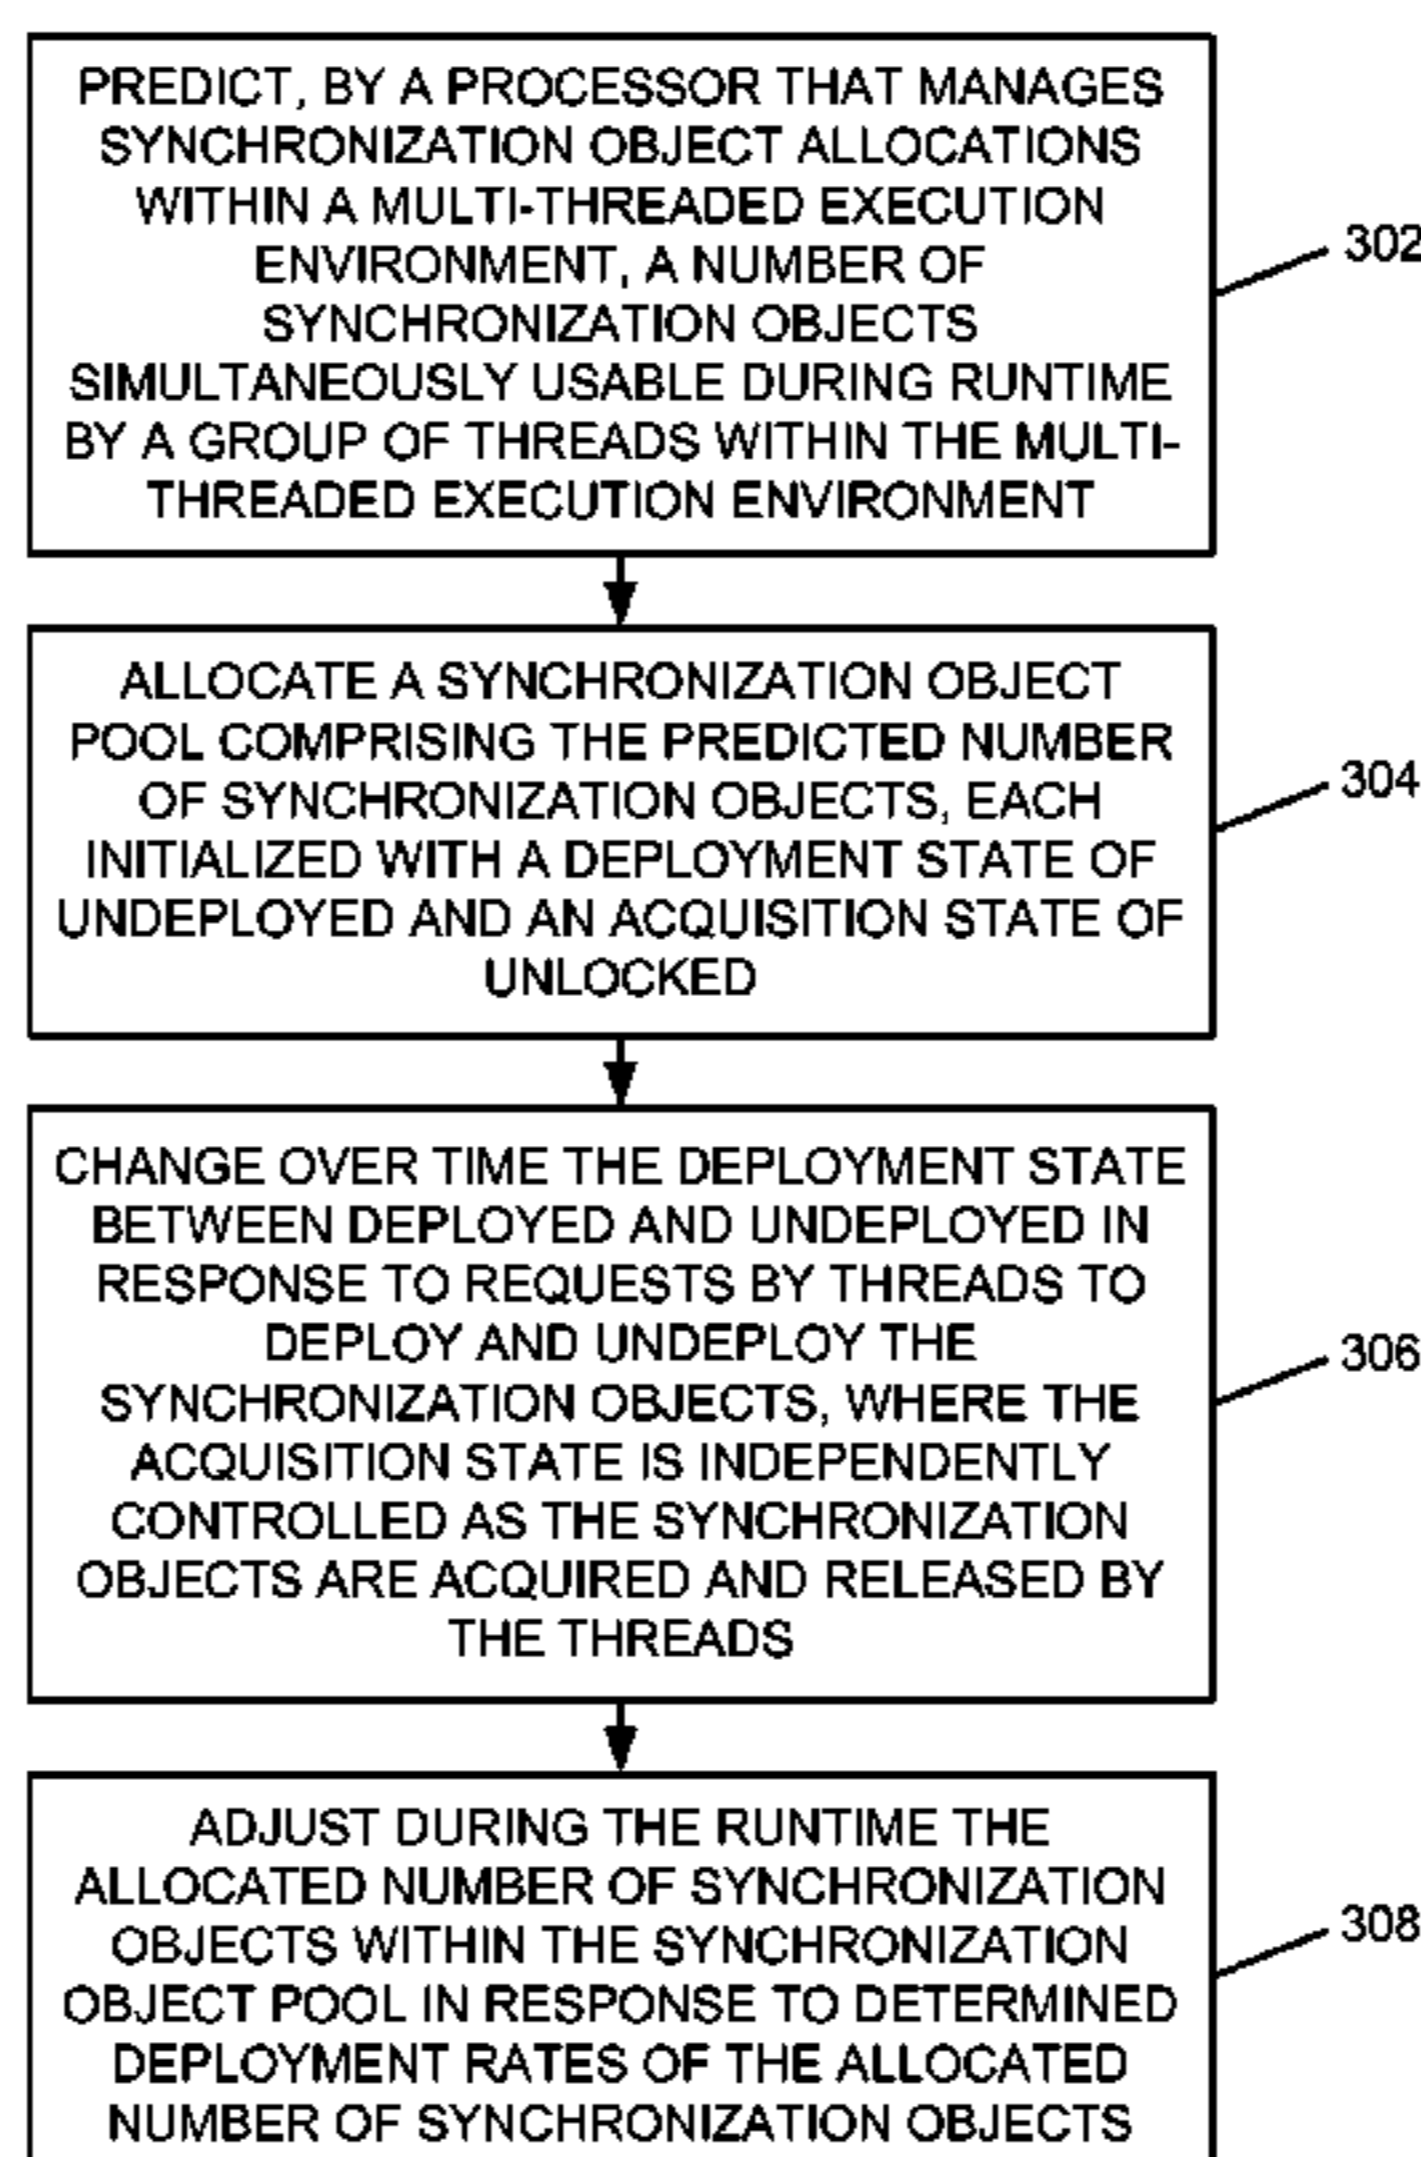 PREDICT, BY A PROCESSOR THAT MANAGES
SYNCHRONIZATION OBJECT ALLOCATIONS
WITHIN A MULTI-THREADED EXECUTION
ENVIRONMENT, A NUMBER OF
SYNCHRONIZATION OBJECTS
SIMULTANEOUSLY USABLE DURING RUNTIME
BY A GROUP OF THREADS WITHIN THE MULTI-
THREADED EXECUTION ENVIRONMENT
302
ALLOCATE A SYNCHRONIZATION OBJECT
POOL COMPRISING THE PREDICTED NUMBER
OF SYNCHRONIZATION OBJECTS, EACH
INITIALIZED WITH A DEPLOYMENT STATE OF
UNDEPLOYED AND AN ACQUISITION STATE OF
UNLOCKED
304
CHANGE OVER TIME THE DEPLOYMENT STATE
BETWEEN DEPLOYED AND UNDEPLOYED IN
RESPONSE TO REQUESTS BY THREADS TO
DEPLOY AND UNDEPLOY THE
SYNCHRONIZATION OBJECTS, WHERE THE
ACQUISITION STATE IS INDEPENDENTLY
CONTROLLED AS THE SYNCHRONIZATION
OBJECTS ARE ACQUIRED AND RELEASED BY
THE THREADS
306
ADJUST DURING THE RUNTIME THE
ALLOCATED NUMBER OF SYNCHRONIZATION
OBJECTS WITHIN THE SYNCHRONIZATION
OBJECT POOL IN RESPONSE TO DETERMINED
DEPLOYMENT RATES OF THE ALLOCATED
NUMBER OF SYNCHRONIZATION OBJECTS
308